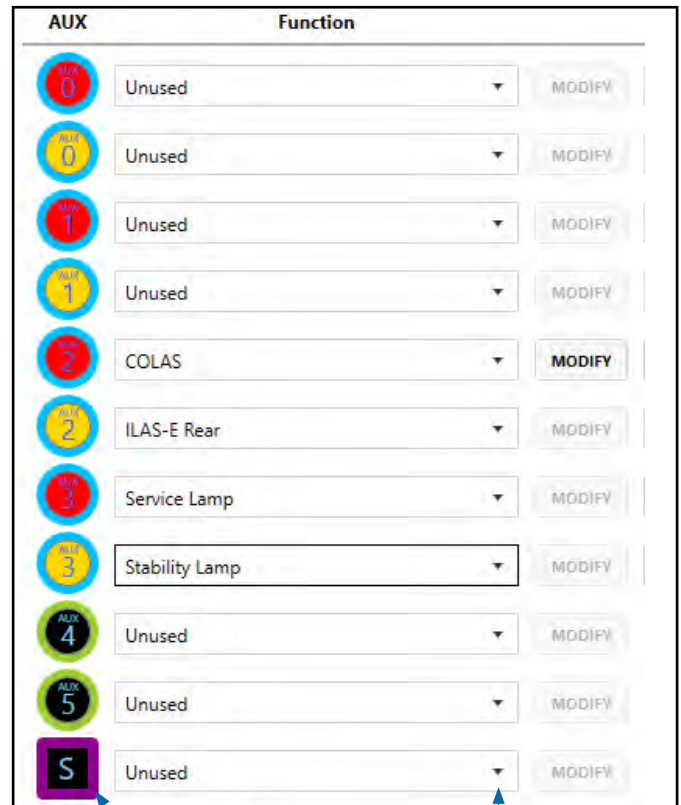 AUX Function
AUX 0 Unused MODIFY
AUX 0 Unused MODIFY
AUX 1 Unused MODIFY
AUX 1 Unused MODIFY
AUX 2 COLAS MODIFY
AUX 2 ILAS-E Rear MODIFY
AUX 3 Service Lamp MODIFY
AUX 3 Stability Lamp MODIFY
AUX 4 Unused MODIFY
AUX 5 Unused MODIFY
S Unused MODIFY